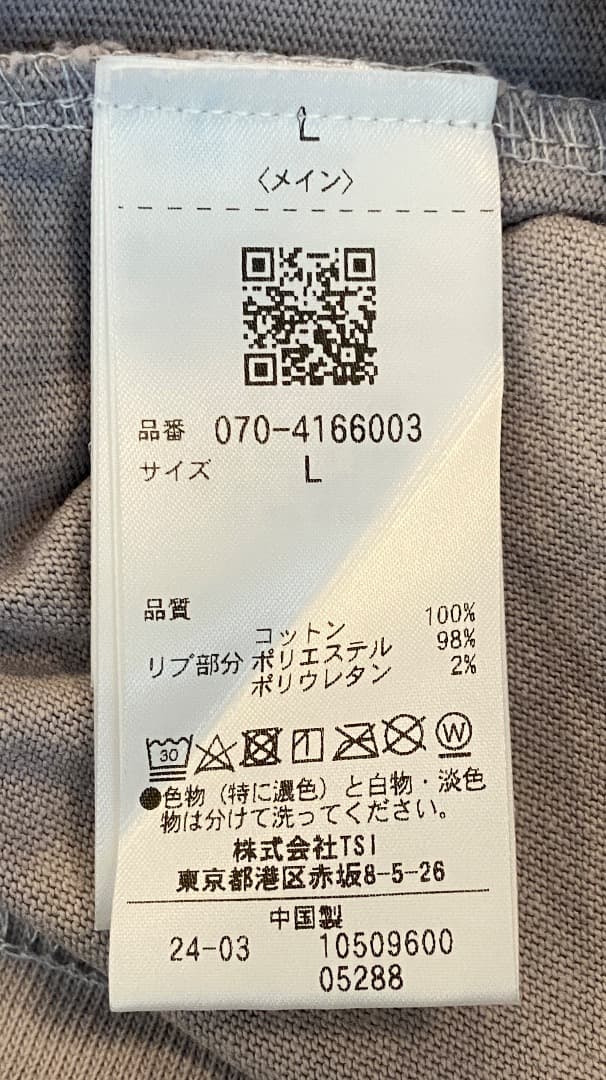 L
〈メイン〉
品番 070-4166003
サイズ L
品質
コットン 100%
リブ部分 ポリエステル 98%
ポリウレタン 2%
30 W
●色物（特に濃色）と白物・淡色
物は分けて洗ってください。
株式会社TSI
東京都港区赤坂8-5-26
中国製
24-03 10509600
05288